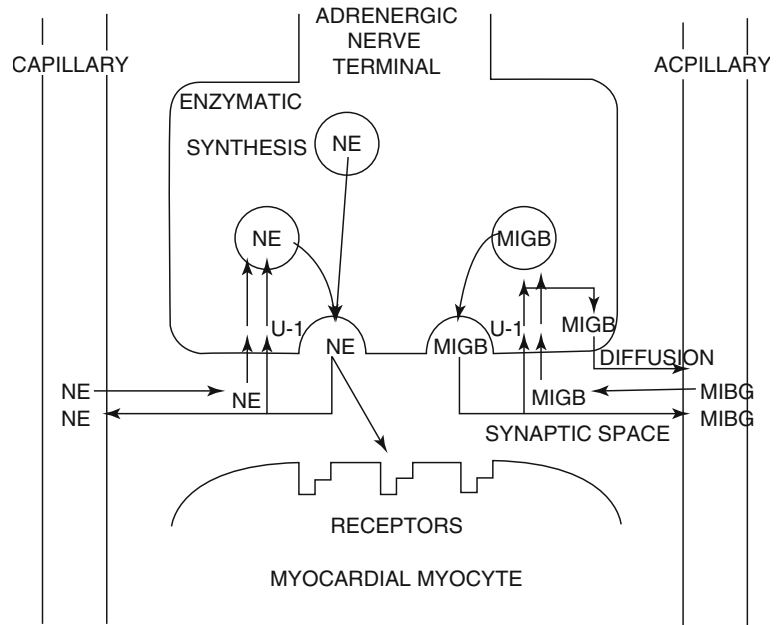 ADRENERGIC
NERVE
TERMINAL
CAPILLARY
ACPILLARY
ENZYMATIC
SYNTHESIS
NE
NE
MIGB
U-1
U-1
NE
MIGB
MIGB
DIFFUSION
NE
NE
MIGB
MIBG
NE
MIBG
SYNAPTIC SPACE
RECEPTORS
MYOCARDIAL MYOCYTE